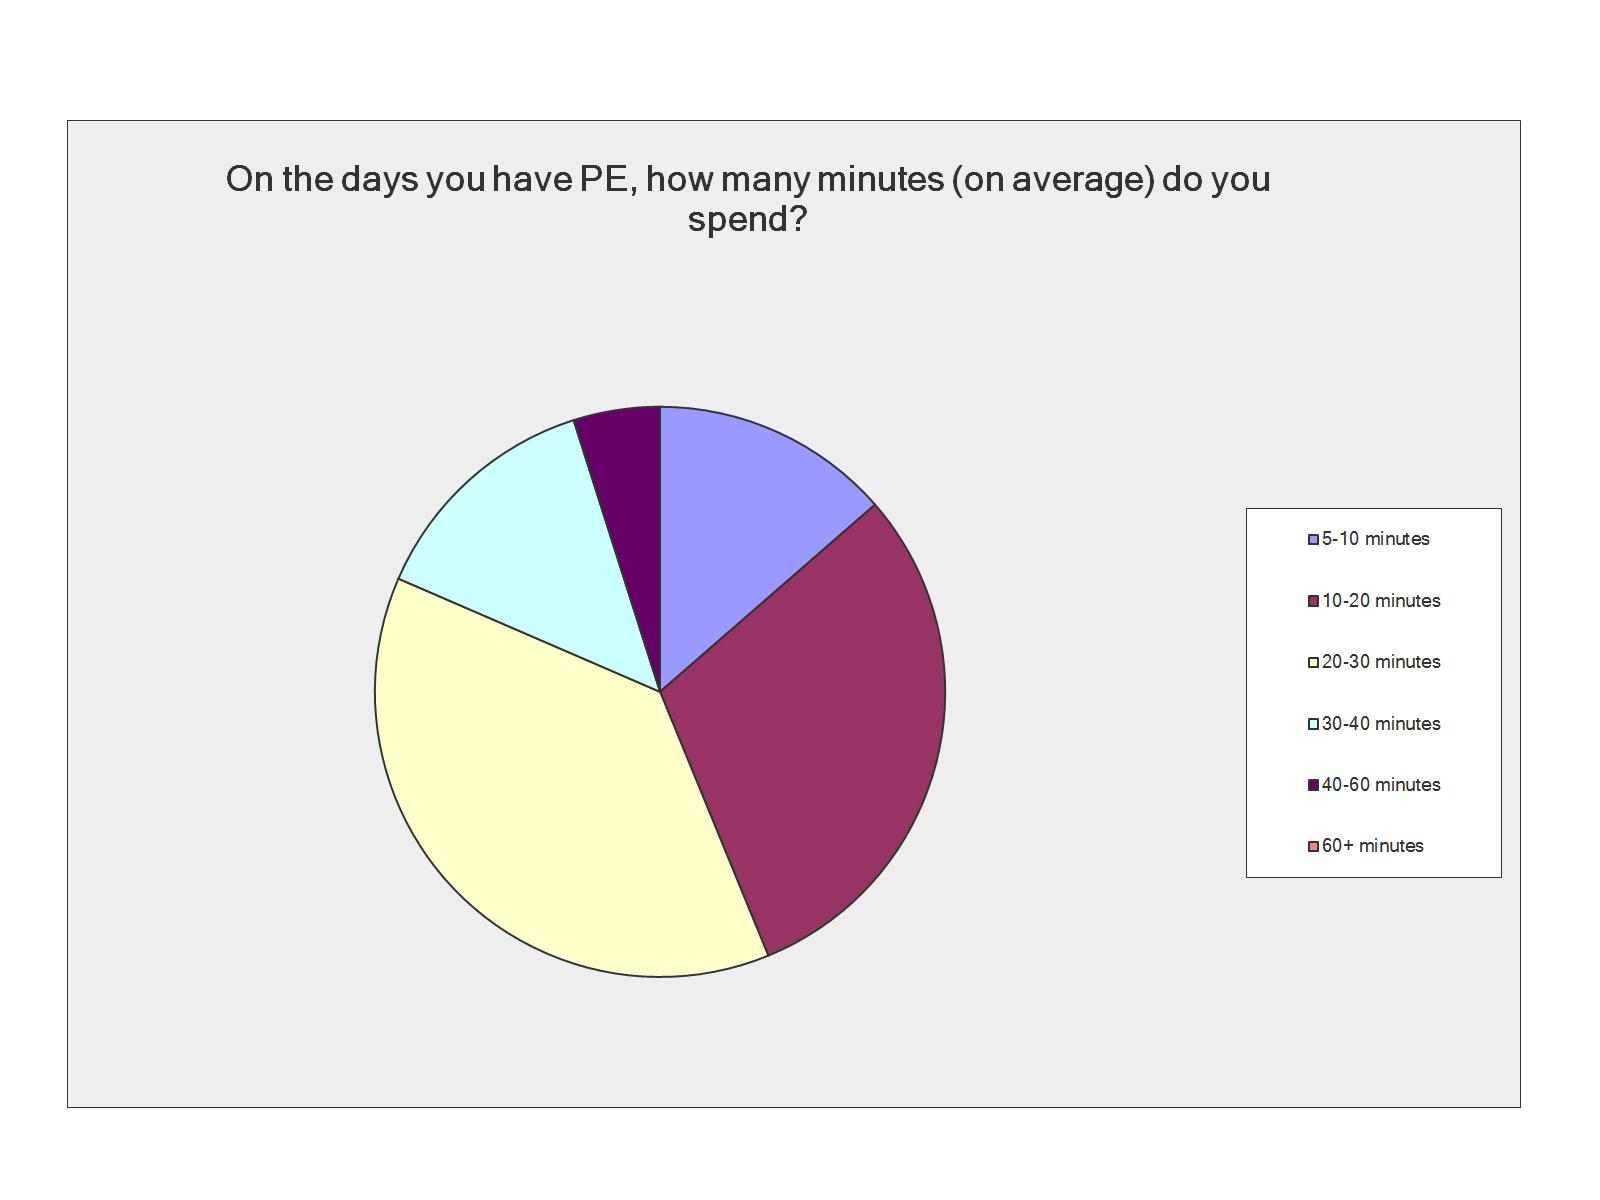 On the days you have PE, how many minutes (on average) do you
spend?
5-10 minutes
10-20 minutes
20-30 minutes
30-40 minutes
40-60 minutes
60+ minutes